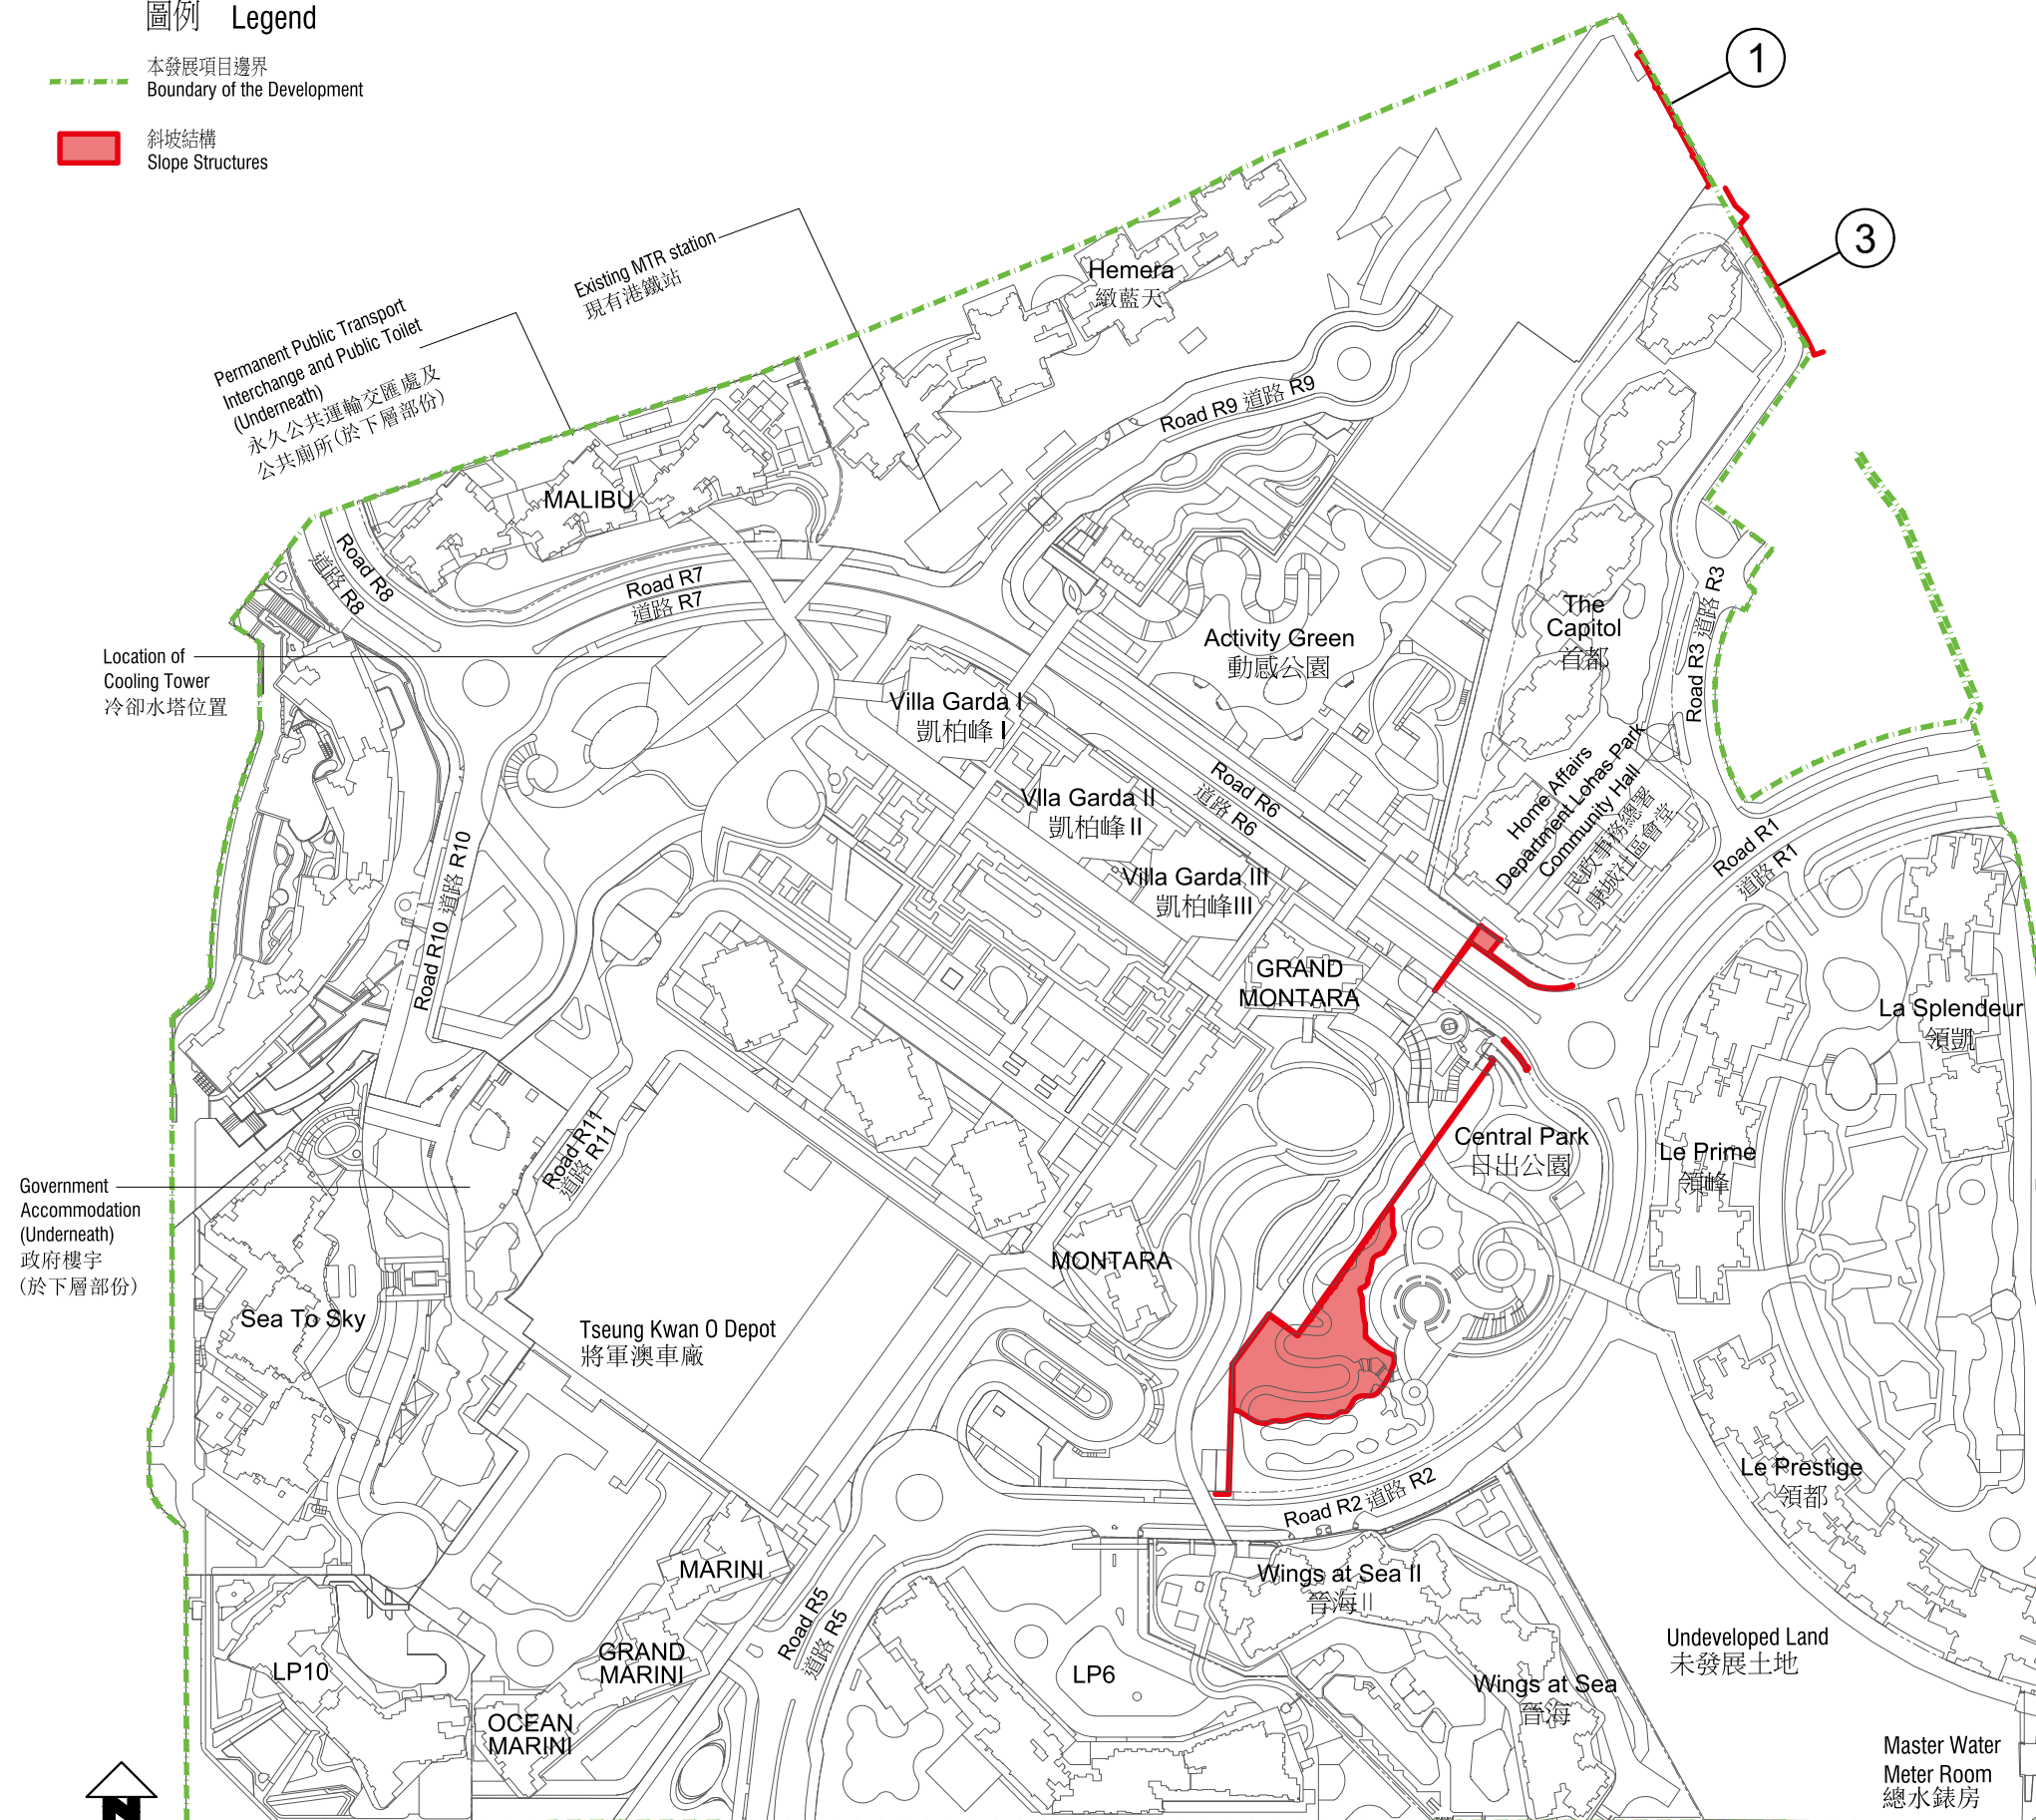 圖例 Legend
本發展項目邊界
Boundary of the Development
斜坡結構
Slope Structures
1
3
Existing MTR station
現有港鐵站
Permanent Public Transport
Interchange and Public Toilet
(Underneath)
永久公共運輸交匯處及
公共廁所(於下層部份)
Hemera
緻藍天
Road R9 道路 R9
MALIBU
Road R8
道路 R8
Road R7
道路 R7
Location of
Cooling Tower
冷卻水塔位置
Activity Green
動感公園
The
Capitol
首都
Road R3 道路 R3
Villa Garda I
凱柏峰 I
Vlla Garda II
凱柏峰 II
Villa Garda III
凱柏峰III
Road R6
道路 R6
Home Affairs
Department Lohas Park
Community Hall
民政事務總署
康城社區會堂
Road R1
道路 R1
Road R10 道路 R10
GRAND
MONTARA
La Splendeur
領凱
Central Park
日出公園
Le Prime
領峰
Road R11
道路 R11
Government
Accommodation
(Underneath)
政府樓宇
(於下層部份)
MONTARA
Sea To Sky
Tseung Kwan O Depot
將軍澳車廠
Le Prestige
領都
Road R2 道路 R2
MARINI
Road R5
道路 R5
Wings at Sea II
晉海II
GRAND
MARINI
LP10
LP6
Wings at Sea
晉海
Undeveloped Land
未發展土地
OCEAN
MARINI
Master Water
Meter Room
總水錶房
N